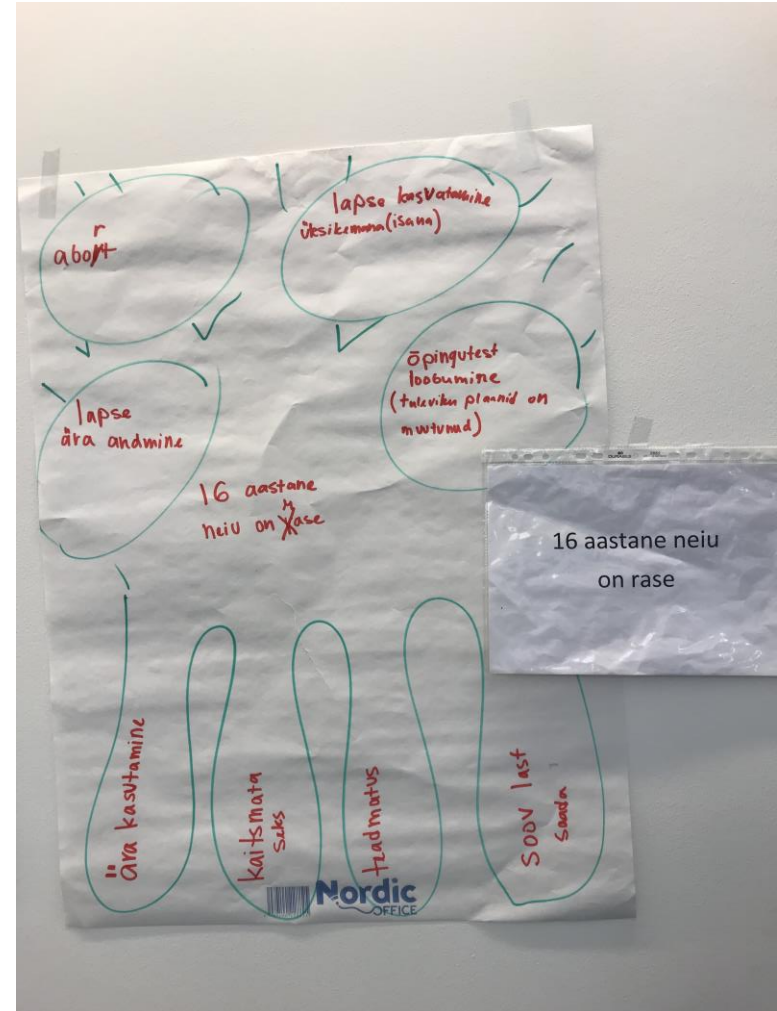 abort
lapse kasvatamine
üksikemana (isana)
õpingutest
loobumine
(tuleviku plaanid on
muutunud)
lapse
ära andmine
16 aastane
neiu on rase
16 aastane neiu
on rase
ära kasutamine
kaitsmata
seks
teadmatus
soov last
saada
Nordic
OFFICE